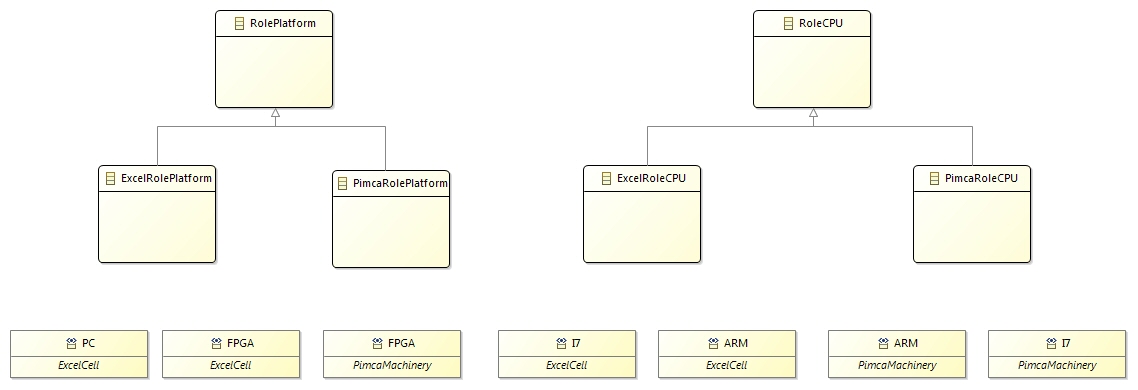 RolePlatform
RoleCPU
ExcelRolePlatform
PimcaRolePlatform
ExcelRoleCPU
PimcaRoleCPU
PC
ExcelCell
FPGA
ExcelCell
FPGA
PimcaMachinery
I7
ExcelCell
ARM
ExcelCell
ARM
PimcaMachinery
I7
PimcaMachinery